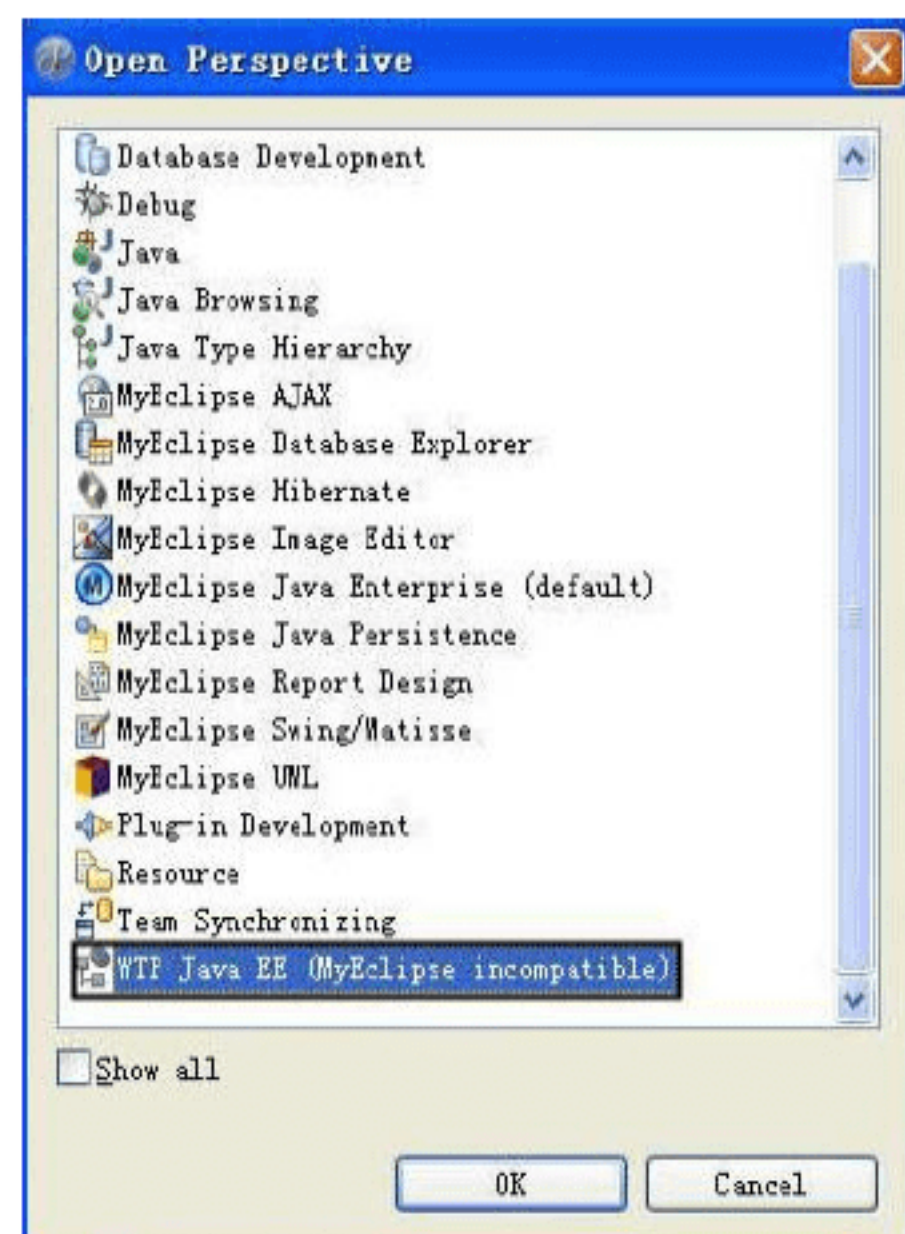 Open Perspective
Database Development
Debug
Java
Java Browsing
Java Type Hierarchy
MyEclipse AJAX
MyEclipse Database Explorer
MyEclipse Hibernate
MyEclipse Image Editor
MyEclipse Java Enterprise (default)
MyEclipse Java Persistence
MyEclipse Report Design
MyEclipse Swing/Matisse
MyEclipse UML
Plug-in Development
Resource
Team Synchronizing
WTP Java EE (MyEclipse incompatible)
Show all
OK
Cancel